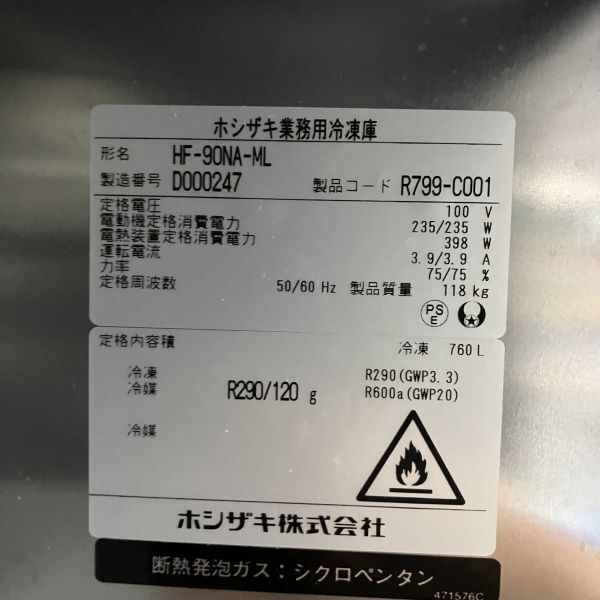 ホシザキ業務用冷凍庫
形名 HF-90NA-ML
製造番号 D000247 製品コード R799-C001
定格電圧 100 V
電動機定格消費電力 235/235 W
電熱装置定格消費電力 398 W
運転電流 3.9/3.9 A
力率 75/75 %
定格周波数 50/60 Hz 製品質量 118 kg
PS E
定格内容積 冷凍 760 L
冷凍 R290(GWP3.3)
冷媒 R290/120 g R600a(GWP20)
冷媒
ホシザキ株式会社
断熱発泡ガス：シクロペンタン
471576C